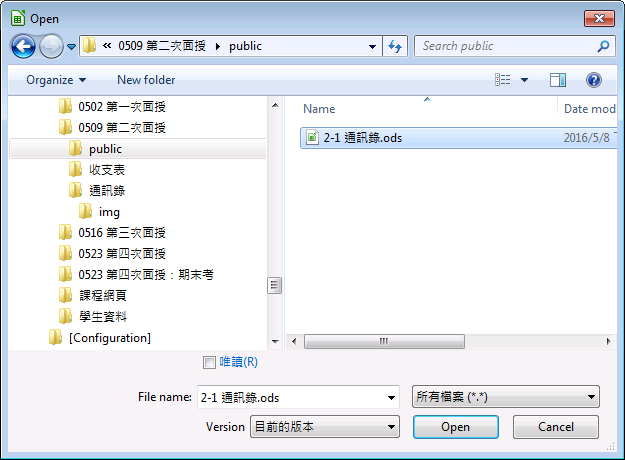 Open
« 0509 第二次面授 public
Search public
Organize New folder
Name Date mod
0502 第一次面授
0509 第二次面授
public
收支表
通訊錄
img
0516 第三次面授
0523 第四次面授
0523 第四次面授：期末考
課程網頁
學生資料
[Configuration]
2-1 通訊錄.ods 2016/5/8
唯讀(R)
File name: 2-1 通訊錄.ods 所有檔案 (*.*)
Version 目前的版本 Open Cancel